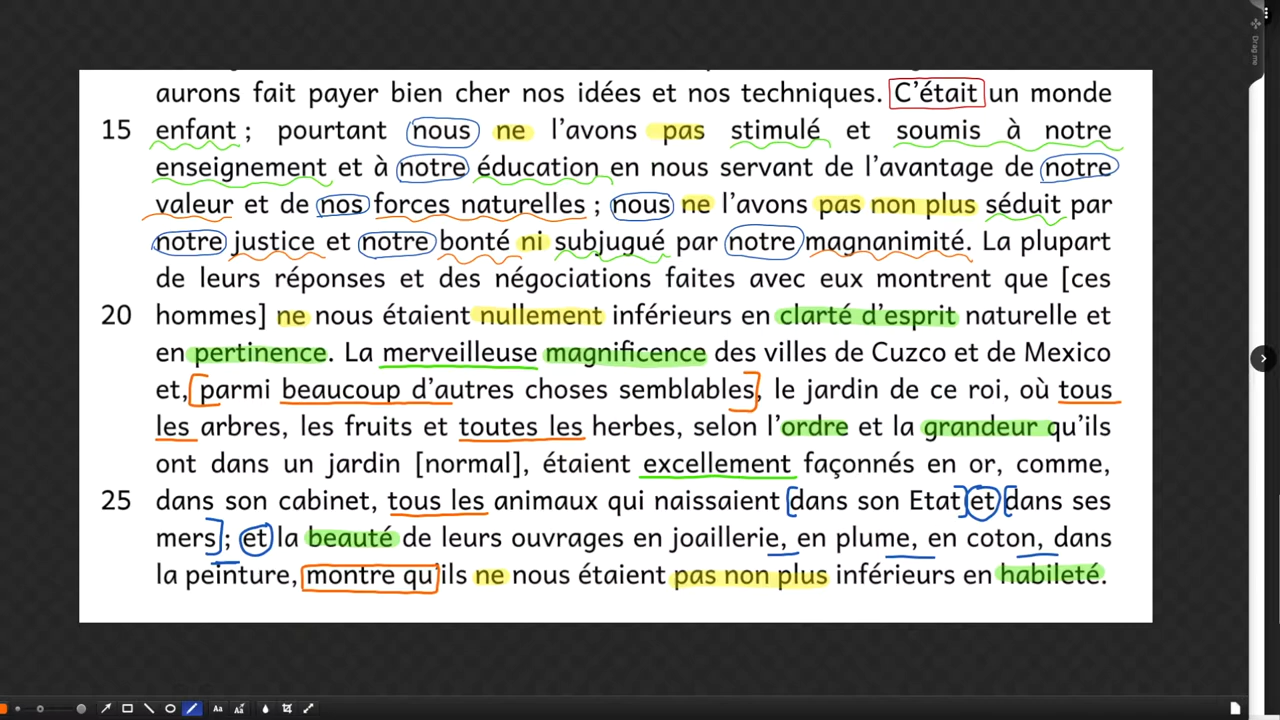 aurons fait payer bien cher nos idées et nos techniques. C'était un monde
15 enfant ; pourtant nous ne l'avons pas stimulé et soumis à notre
enseignement et à notre éducation en nous servant de l'avantage de notre
valeur et de nos forces naturelles ; nous ne l'avons pas non plus séduit par
notre justice et notre bonté ni subjugué par notre magnanimité. La plupart
de leurs réponses et des négociations faites avec eux montrent que [ces
20 hommes] ne nous étaient nullement inférieurs en clarté d'esprit naturelle et
en pertinence. La merveilleuse magnificence des villes de Cuzco et de Mexico
et, parmi beaucoup d'autres choses semblables, le jardin de ce roi, où tous
les arbres, les fruits et toutes les herbes, selon l'ordre et la grandeur qu'ils
ont dans un jardin [normal], étaient excellement façonnés en or, comme,
25 dans son cabinet, tous les animaux qui naissaient dans son Etat et dans ses
mers ; et la beauté de leurs ouvrages en joaillerie, en plume, en coton, dans
la peinture, montre qu'ils ne nous étaient pas non plus inférieurs en habileté.
Drag me
Aa